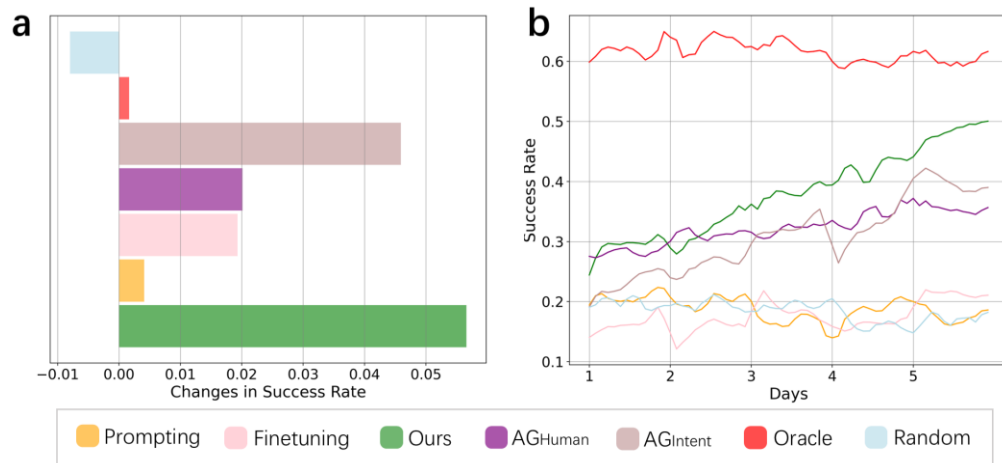 a
−0.01 0.00 0.01 0.02 0.03 0.04 0.05
Changes in Success Rate
b
Success Rate
0.6
0.5
0.4
0.3
0.2
0.1
1 2 3 4 5
Days
Prompting Finetuning Ours AGHuman AGIntent Oracle Random